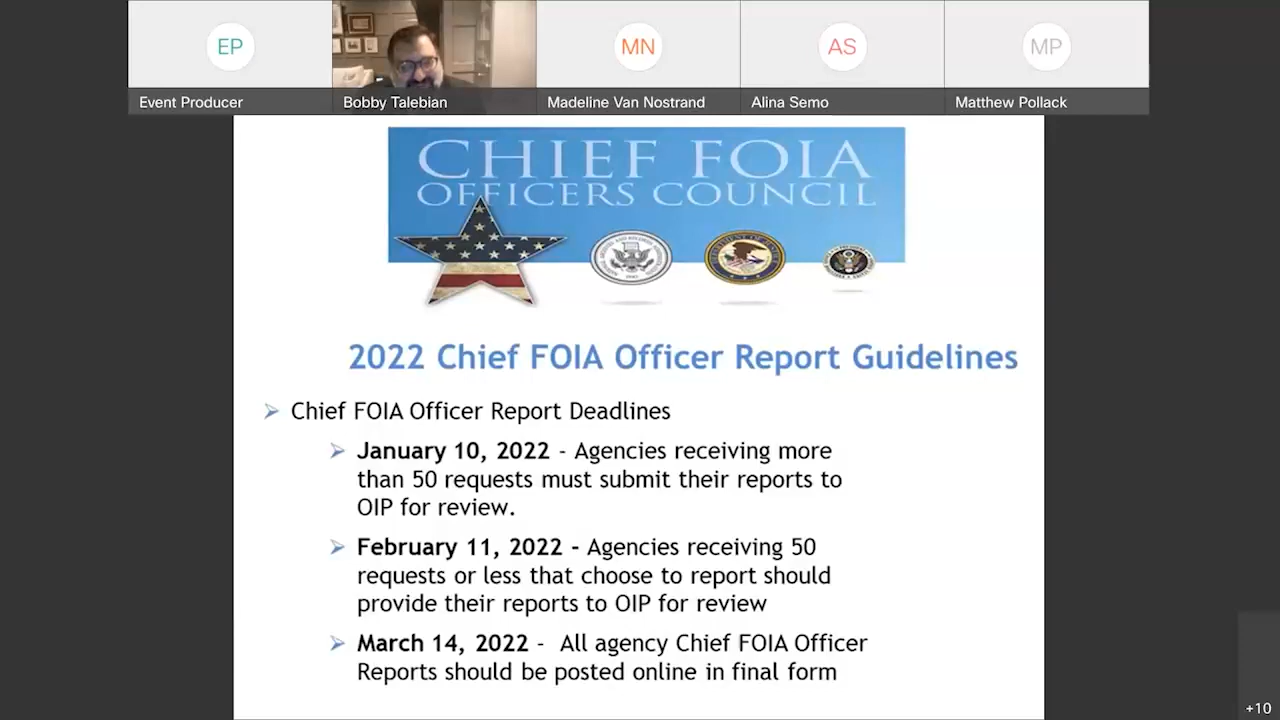 EP
MN
AS
MP
Event Producer
Bobby Talebian
Madeline Van Nostrand
Alina Semo
Matthew Pollack
CHIEF FOIA
OFFICERS COUNCIL
2022 Chief FOIA Officer Report Guidelines
Chief FOIA Officer Report Deadlines
January 10, 2022 - Agencies receiving more
than 50 requests must submit their reports to
OIP for review.
February 11, 2022 - Agencies receiving 50
requests or less that choose to report should
provide their reports to OIP for review
March 14, 2022 - All agency Chief FOIA Officer
Reports should be posted online in final form
+10